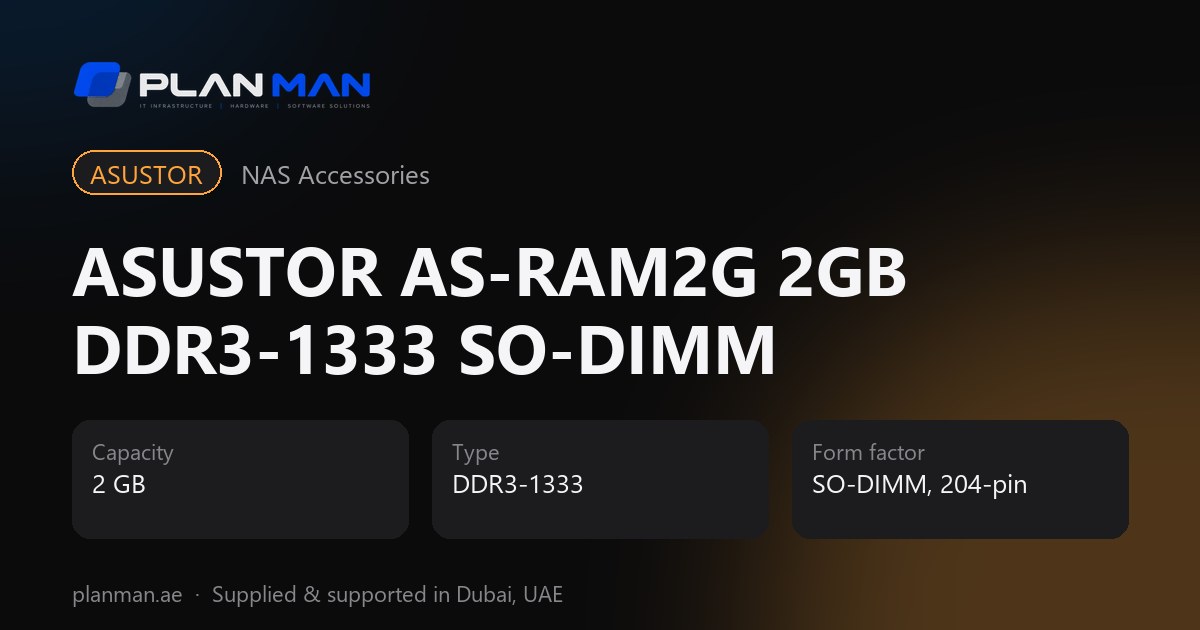 PLAN MAN
IT INFRASTRUCTURE | HARDWARE | SOFTWARE SOLUTIONS
ASUSTOR NAS Accessories
ASUSTOR AS-RAM2G 2GB
DDR3-1333 SO-DIMM
Capacity
2 GB
Type
DDR3-1333
Form factor
SO-DIMM, 204-pin
planman.ae · Supplied & supported in Dubai, UAE